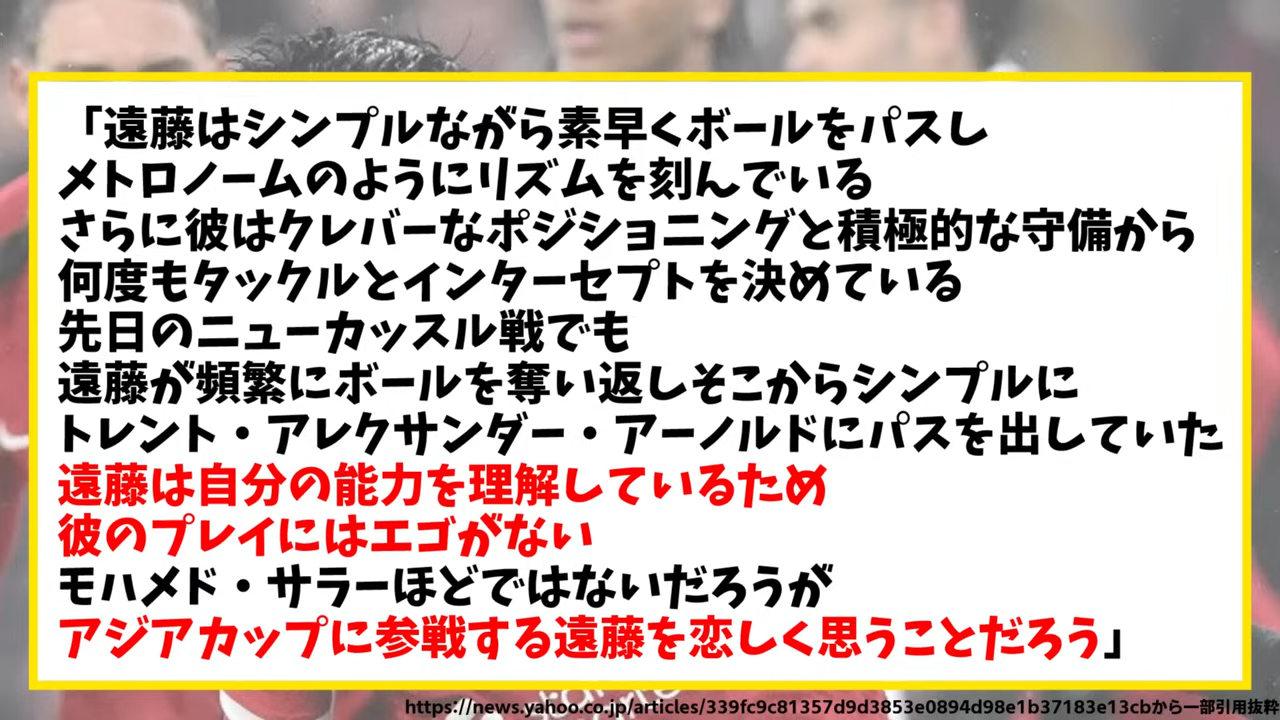 「遠藤はシンプルながら素早くボールをパスし
メトロノームのようにリズムを刻んでいる
さらに彼はクレバーなポジショニングと積極的な守備から
何度もタックルとインターセプトを決めている
先日のニューカッスル戦でも
遠藤が頻繁にボールを奪い返しそこからシンプルに
トレント・アレクサンダー・アーノルドにパスを出していた
遠藤は自分の能力を理解しているため
彼のプレイにはエゴがない
モハメド・サラーほどではないだろうが
アジアカップに参戦する遠藤を恋しく思うことだろう」
https://news.yahoo.co.jp/articles/339fc9c81357d9d3853e0894d98e1b37183e13cbから一部引用抜粋